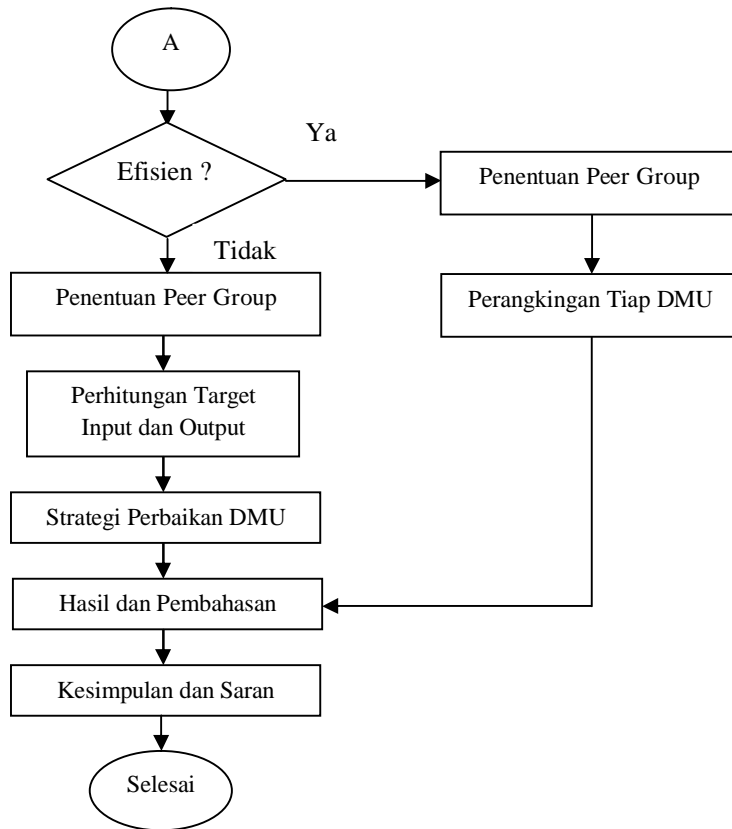 A
Ya
Efisien ?
Penentuan Peer Group
Tidak
Penentuan Peer Group
Perangkingan Tiap DMU
Perhitungan Target
Input dan Output
Strategi Perbaikan DMU
Hasil dan Pembahasan
Kesimpulan dan Saran
Selesai